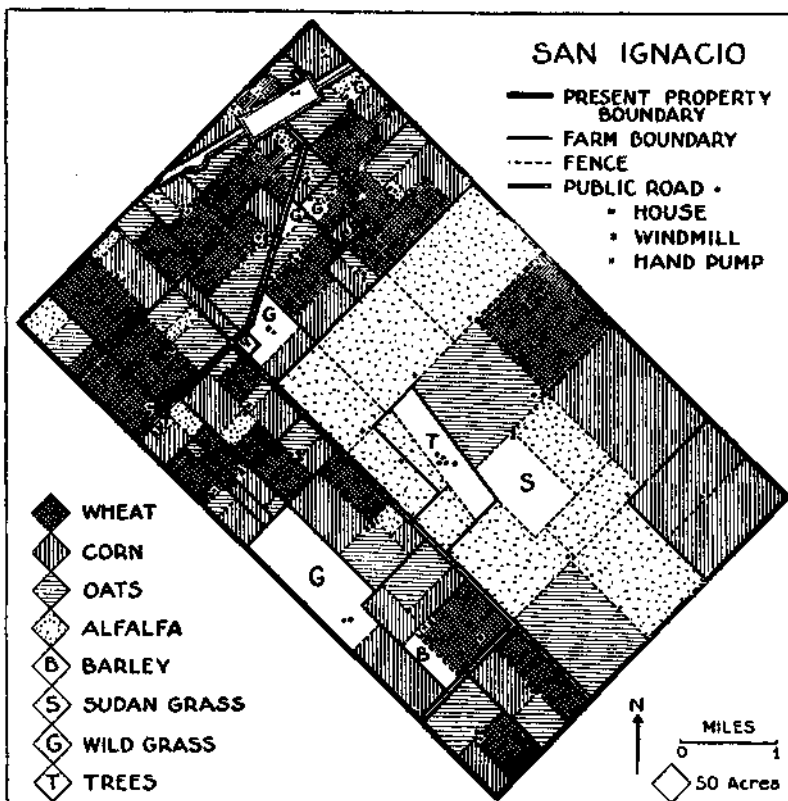 SAN IGNACIO
PRESENT PROPERTY
BOUNDARY
FARM BOUNDARY
FENCE
PUBLIC ROAD
HOUSE
WINDMILL
HAND PUMP
G
G
G
G
T
S
G
B
WHEAT
CORN
OATS
ALFALFA
B BARLEY
S SUDAN GRASS
G WILD GRASS
T TREES
N
MILES
0 1
50 Acres